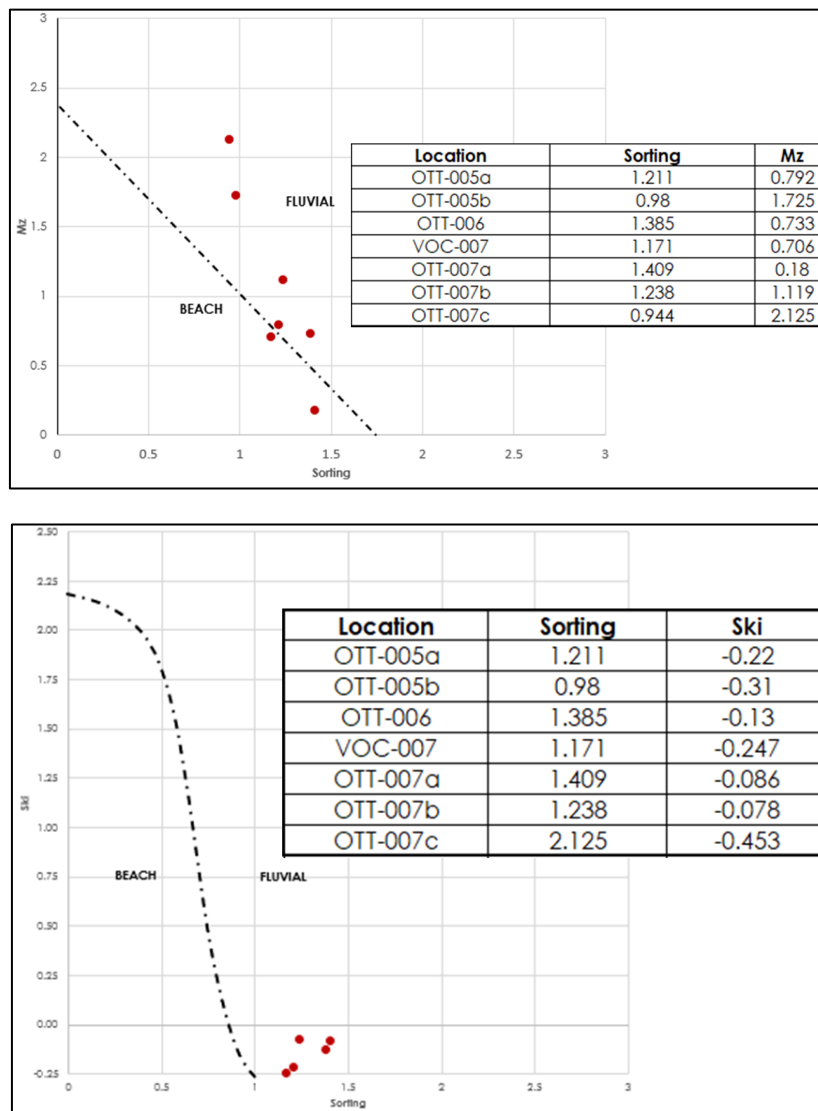 3
2.5
2
1.5
1
0.5
0
Mz
0 0.5 1 1.5 2 2.5 3
Sorting
FLUVIAL
BEACH
Location Sorting Mz
OTT-005a 1.211 0.792
OTT-005b 0.98 1.725
OTT-006 1.385 0.733
VOC-007 1.171 0.706
OTT-007a 1.409 0.18
OTT-007b 1.238 1.119
OTT-007c 0.944 2.125
2.50
2.25
2.00
1.75
1.50
1.25
1.00
0.75
0.50
0.25
0.00
-0.25
Ski
0 0.5 1 1.5 2 2.5 3
Sorting
BEACH FLUVIAL
Location Sorting Ski
OTT-005a 1.211 -0.22
OTT-005b 0.98 -0.31
OTT-006 1.385 -0.13
VOC-007 1.171 -0.247
OTT-007a 1.409 -0.086
OTT-007b 1.238 -0.078
OTT-007c 2.125 -0.453